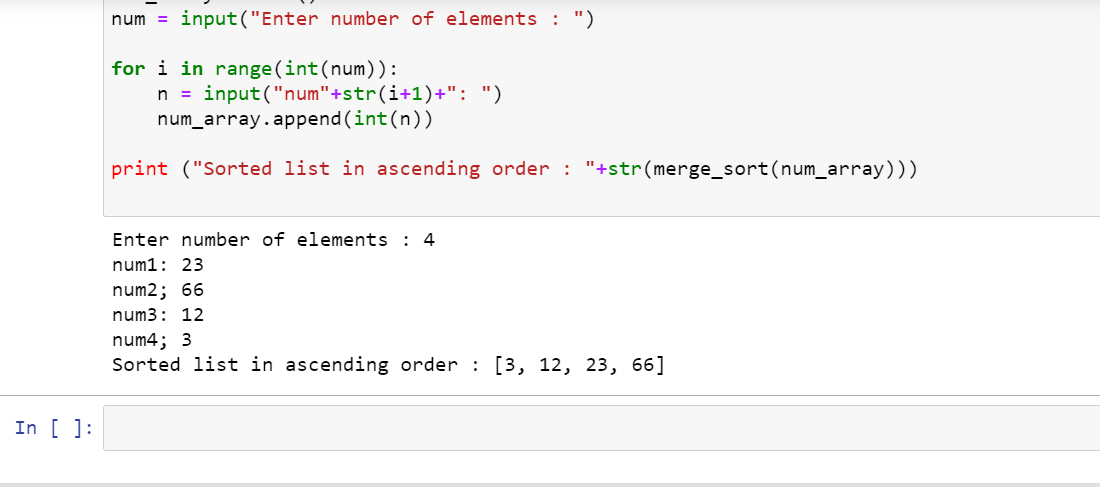 num = input("Enter number of elements : ")
for i in range(int(num)):
    n = input("num"+str(i+1)+": ")
    num_array.append(int(n))
print ("Sorted list in ascending order : "+str(merge_sort(num_array)))
Enter number of elements : 4
num1: 23
num2; 66
num3: 12
num4; 3
Sorted list in ascending order : [3, 12, 23, 66]
In [ ]: